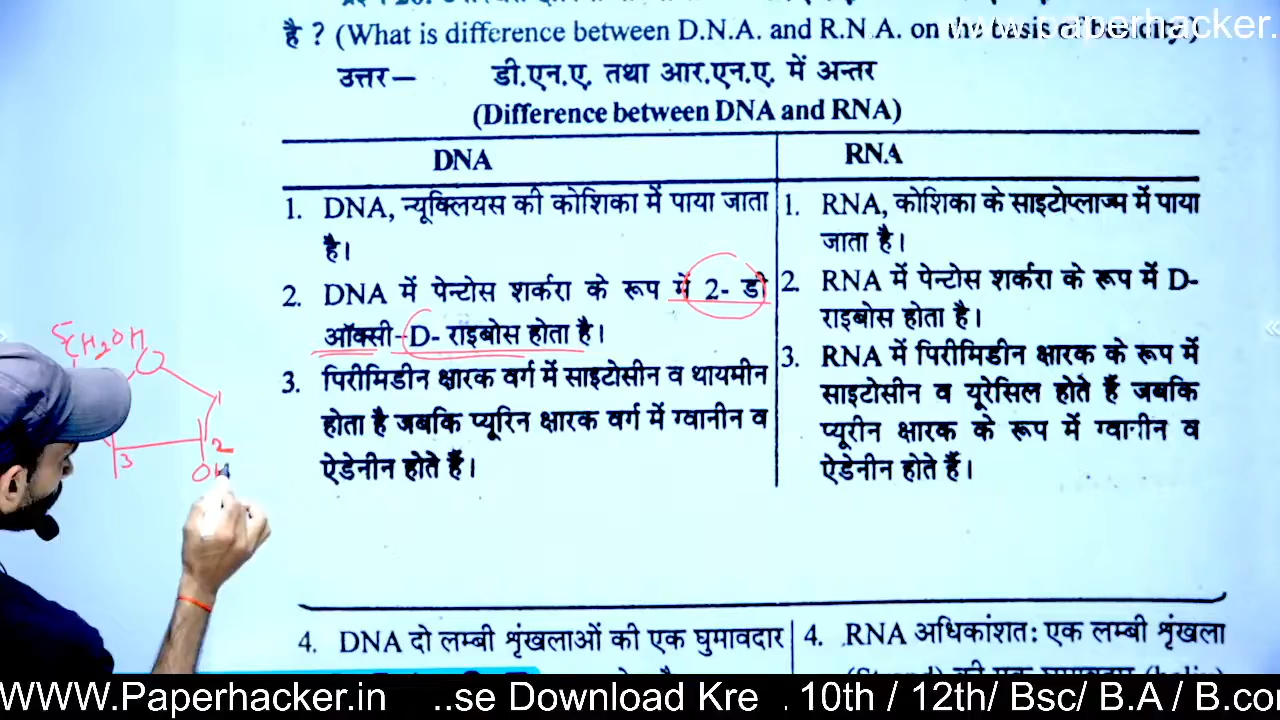 www.paperhacker.
है ? (What is difference between D.N.A. and R.N.A. on the basis of basicity)
उत्तर— डी.एन.ए. तथा आर.एन.ए. में अन्तर
(Difference between DNA and RNA)
DNA
1. DNA, न्यूक्लियस की कोशिका में पाया जाता
है।
2. DNA में पेन्टोस शर्करा के रूप में 2- डी
ऑक्सी-D- राइबोस होता है।
3. पिरीमिडीन क्षारक वर्ग में साइटोसीन व थायमीन
होता है जबकि प्यूरिन क्षारक वर्ग में ग्वानीन व
ऐडेनीन होते हैं।
4. DNA दो लम्बी शृंखलाओं की एक घुमावदार
RNA
1. RNA, कोशिका के साइटोप्लाज्म में पाया
जाता है।
2. RNA में पेन्टोस शर्करा के रूप में D-
राइबोस होता है।
3. RNA में पिरीमिडीन क्षारक के रूप में
साइटोसीन व यूरेसिल होते हैं जबकि
प्यूरीन क्षारक के रूप में ग्वानीन व
ऐडेनीन होते हैं।
4. RNA अधिकांशत: एक लम्बी शृंखला
5CH2OH
O
1
2
3
OH
WWW.Paperhacker.in ..se Download Kre . 10th / 12th/ Bsc/ B.A / B.co